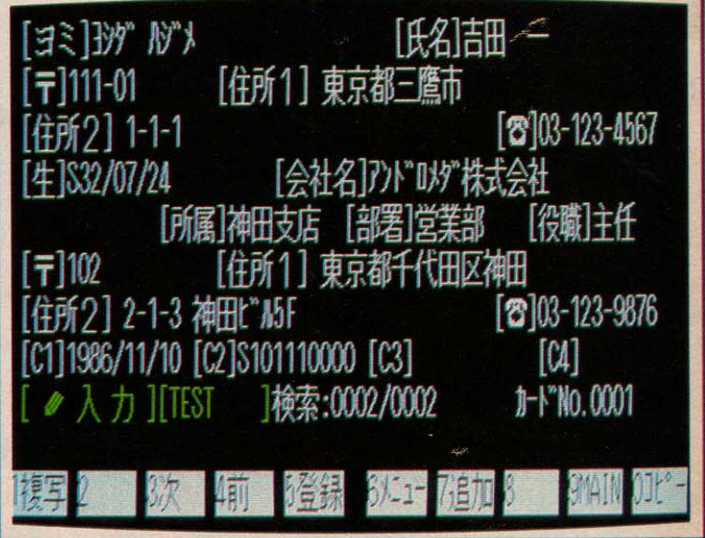 [ヨミ]ﾖｼﾀﾞ ﾊｼﾞﾒ [氏名]吉田 一
[〒]111-01 [住所1] 東京都三鷹市
[住所2] 1-1-1 [☎]03-123-4567
[生]S32/07/24 [会社名]ｱﾝﾄﾞﾛﾒﾀﾞ株式会社
[所属]神田支店 [部署]営業部 [役職]主任
[〒]102 [住所1] 東京都千代田区神田
[住所2] 2-1-3 神田ﾋﾞﾙ5F [☎]03-123-9876
[C1]1986/11/10 [C2]S101110000 [C3] [C4]
[ 入力 ][TEST ]検索:0002/0002 ｶｰﾄﾞNo.0001
1複写 2 3次 4前 5登録 6ﾒﾆｭｰ 7追加 8 9MAIN 0ｺﾋﾟｰ